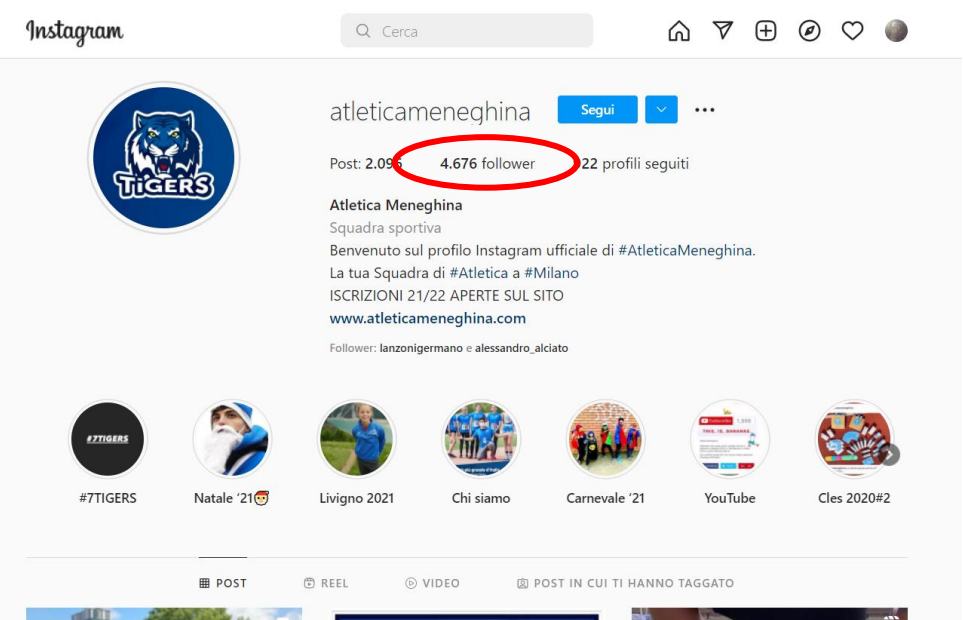 Instagram
Cerca
TiGERS
atleticameneghina Segui
Post: 2.095 4.676 follower 22 profili seguiti
Atletica Meneghina
Squadra sportiva
Benvenuto sul profilo Instagram ufficiale di #AtleticaMeneghina.
La tua Squadra di #Atletica a #Milano
ISCRIZIONI 21/22 APERTE SUL SITO
www.atleticameneghina.com
Follower: lanzonigermano e alessandro_alciato
#7TIGERS
#7TIGERS Natale ‘21🎅 Livigno 2021 Chi siamo Carnevale ‘21 YouTube Cles 2020#2
POST REEL VIDEO POST IN CUI TI HANNO TAGGATO